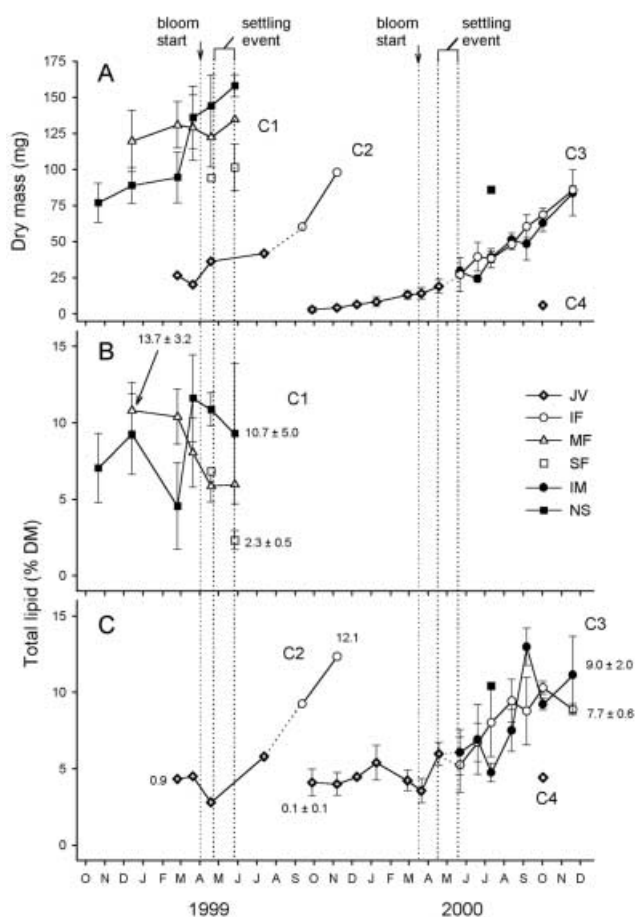 bloom start
settling event
bloom start
settling event
A
175
150
125
100
75
50
25
0
Dry mass (mg)
C1
C2
C3
C4
B
15
10
5
0
13.7 ± 3.2
C1
10.7 ± 5.0
2.3 ± 0.5
JV
IF
MF
SF
IM
NS
Total lipid (% DM)
C
15
10
5
0
C2
12.1
C3
9.0 ± 2.0
7.7 ± 0.6
0.9
0.1 ± 0.1
C4
O N D J F M A M J J A S O N D J F M A M J J A S O N D
1999
2000